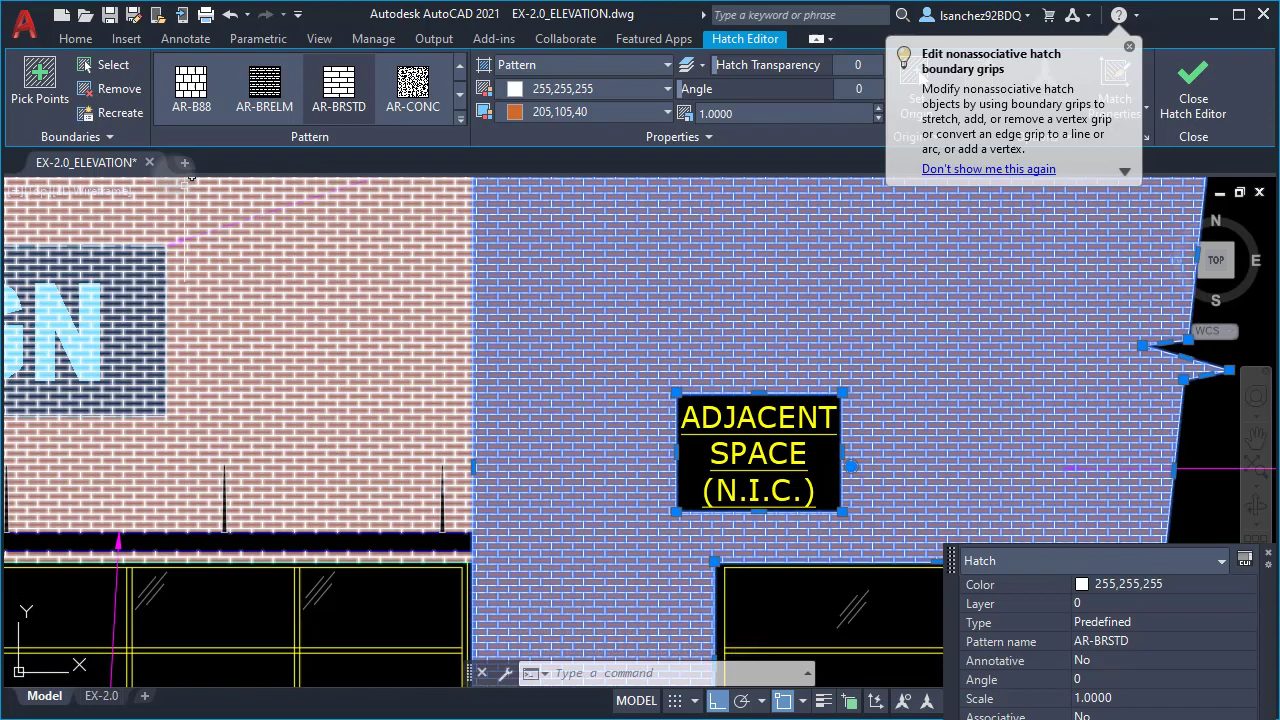 Autodesk AutoCAD 2021 EX-2.0_ELEVATION.dwg
Type a keyword or phrase
lsanchez92BDQ
Home Insert Annotate Parametric View Manage Output Add-ins Collaborate Featured Apps Hatch Editor
Pick Points
Select
Remove
Recreate
Boundaries
AR-B88
AR-BRELM
AR-BRSTD
AR-CONC
Pattern
Pattern
255,255,255
205,105,40
Hatch Transparency 0
Angle 0
1.0000
Properties
Edit nonassociative hatch
boundary grips
Modify nonassociative hatch
objects by using boundary grips to
stretch, add, or remove a vertex grip
or convert an edge grip to a line or
arc, or add a vertex.
Don't show me this again
Match
Close
Hatch Editor
Close
EX-2.0_ELEVATION*
N
TOP
E
S
WCS
GN
ADJACENT
SPACE
(N.I.C.)
Y
X
Hatch
Color 255,255,255
Layer 0
Type Predefined
Pattern name AR-BRSTD
Annotative No
Angle 0
Scale 1.0000
Associative No
Type a command
Model EX-2.0
MODEL